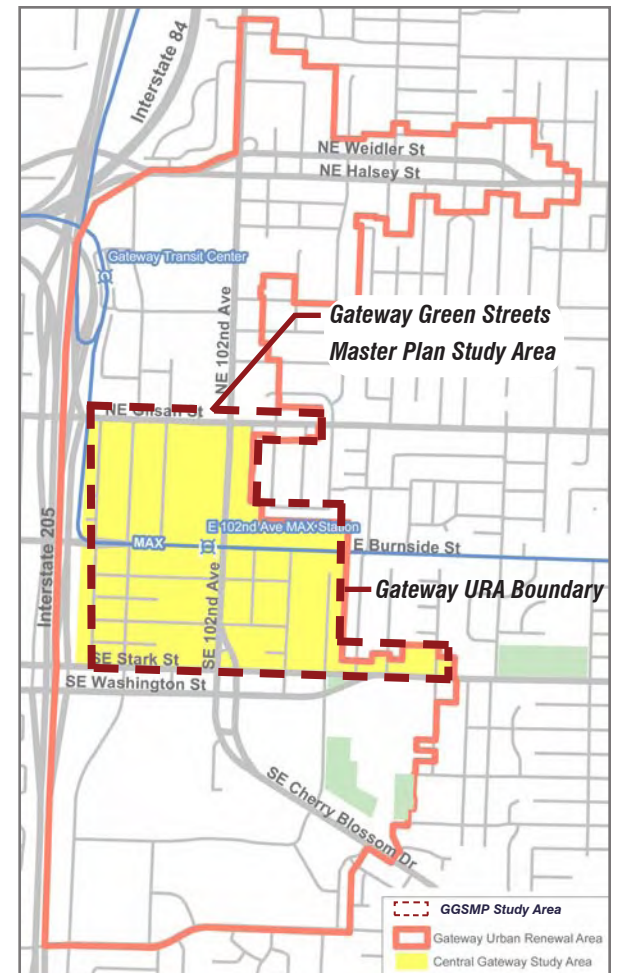 Interstate 84
NE Weidler St
NE Halsey St
Gateway Transit Center
NE 102nd Ave
Gateway Green Streets
Master Plan Study Area
NE Glisan St
Interstate 205
E 102nd Ave MAX Station
MAX
E Burnside St
SE 102nd Ave
Gateway URA Boundary
SE Stark St
SE Washington St
SE Cherry Blossom Dr
GGSMP Study Area
Gateway Urban Renewal Area
Central Gateway Study Area